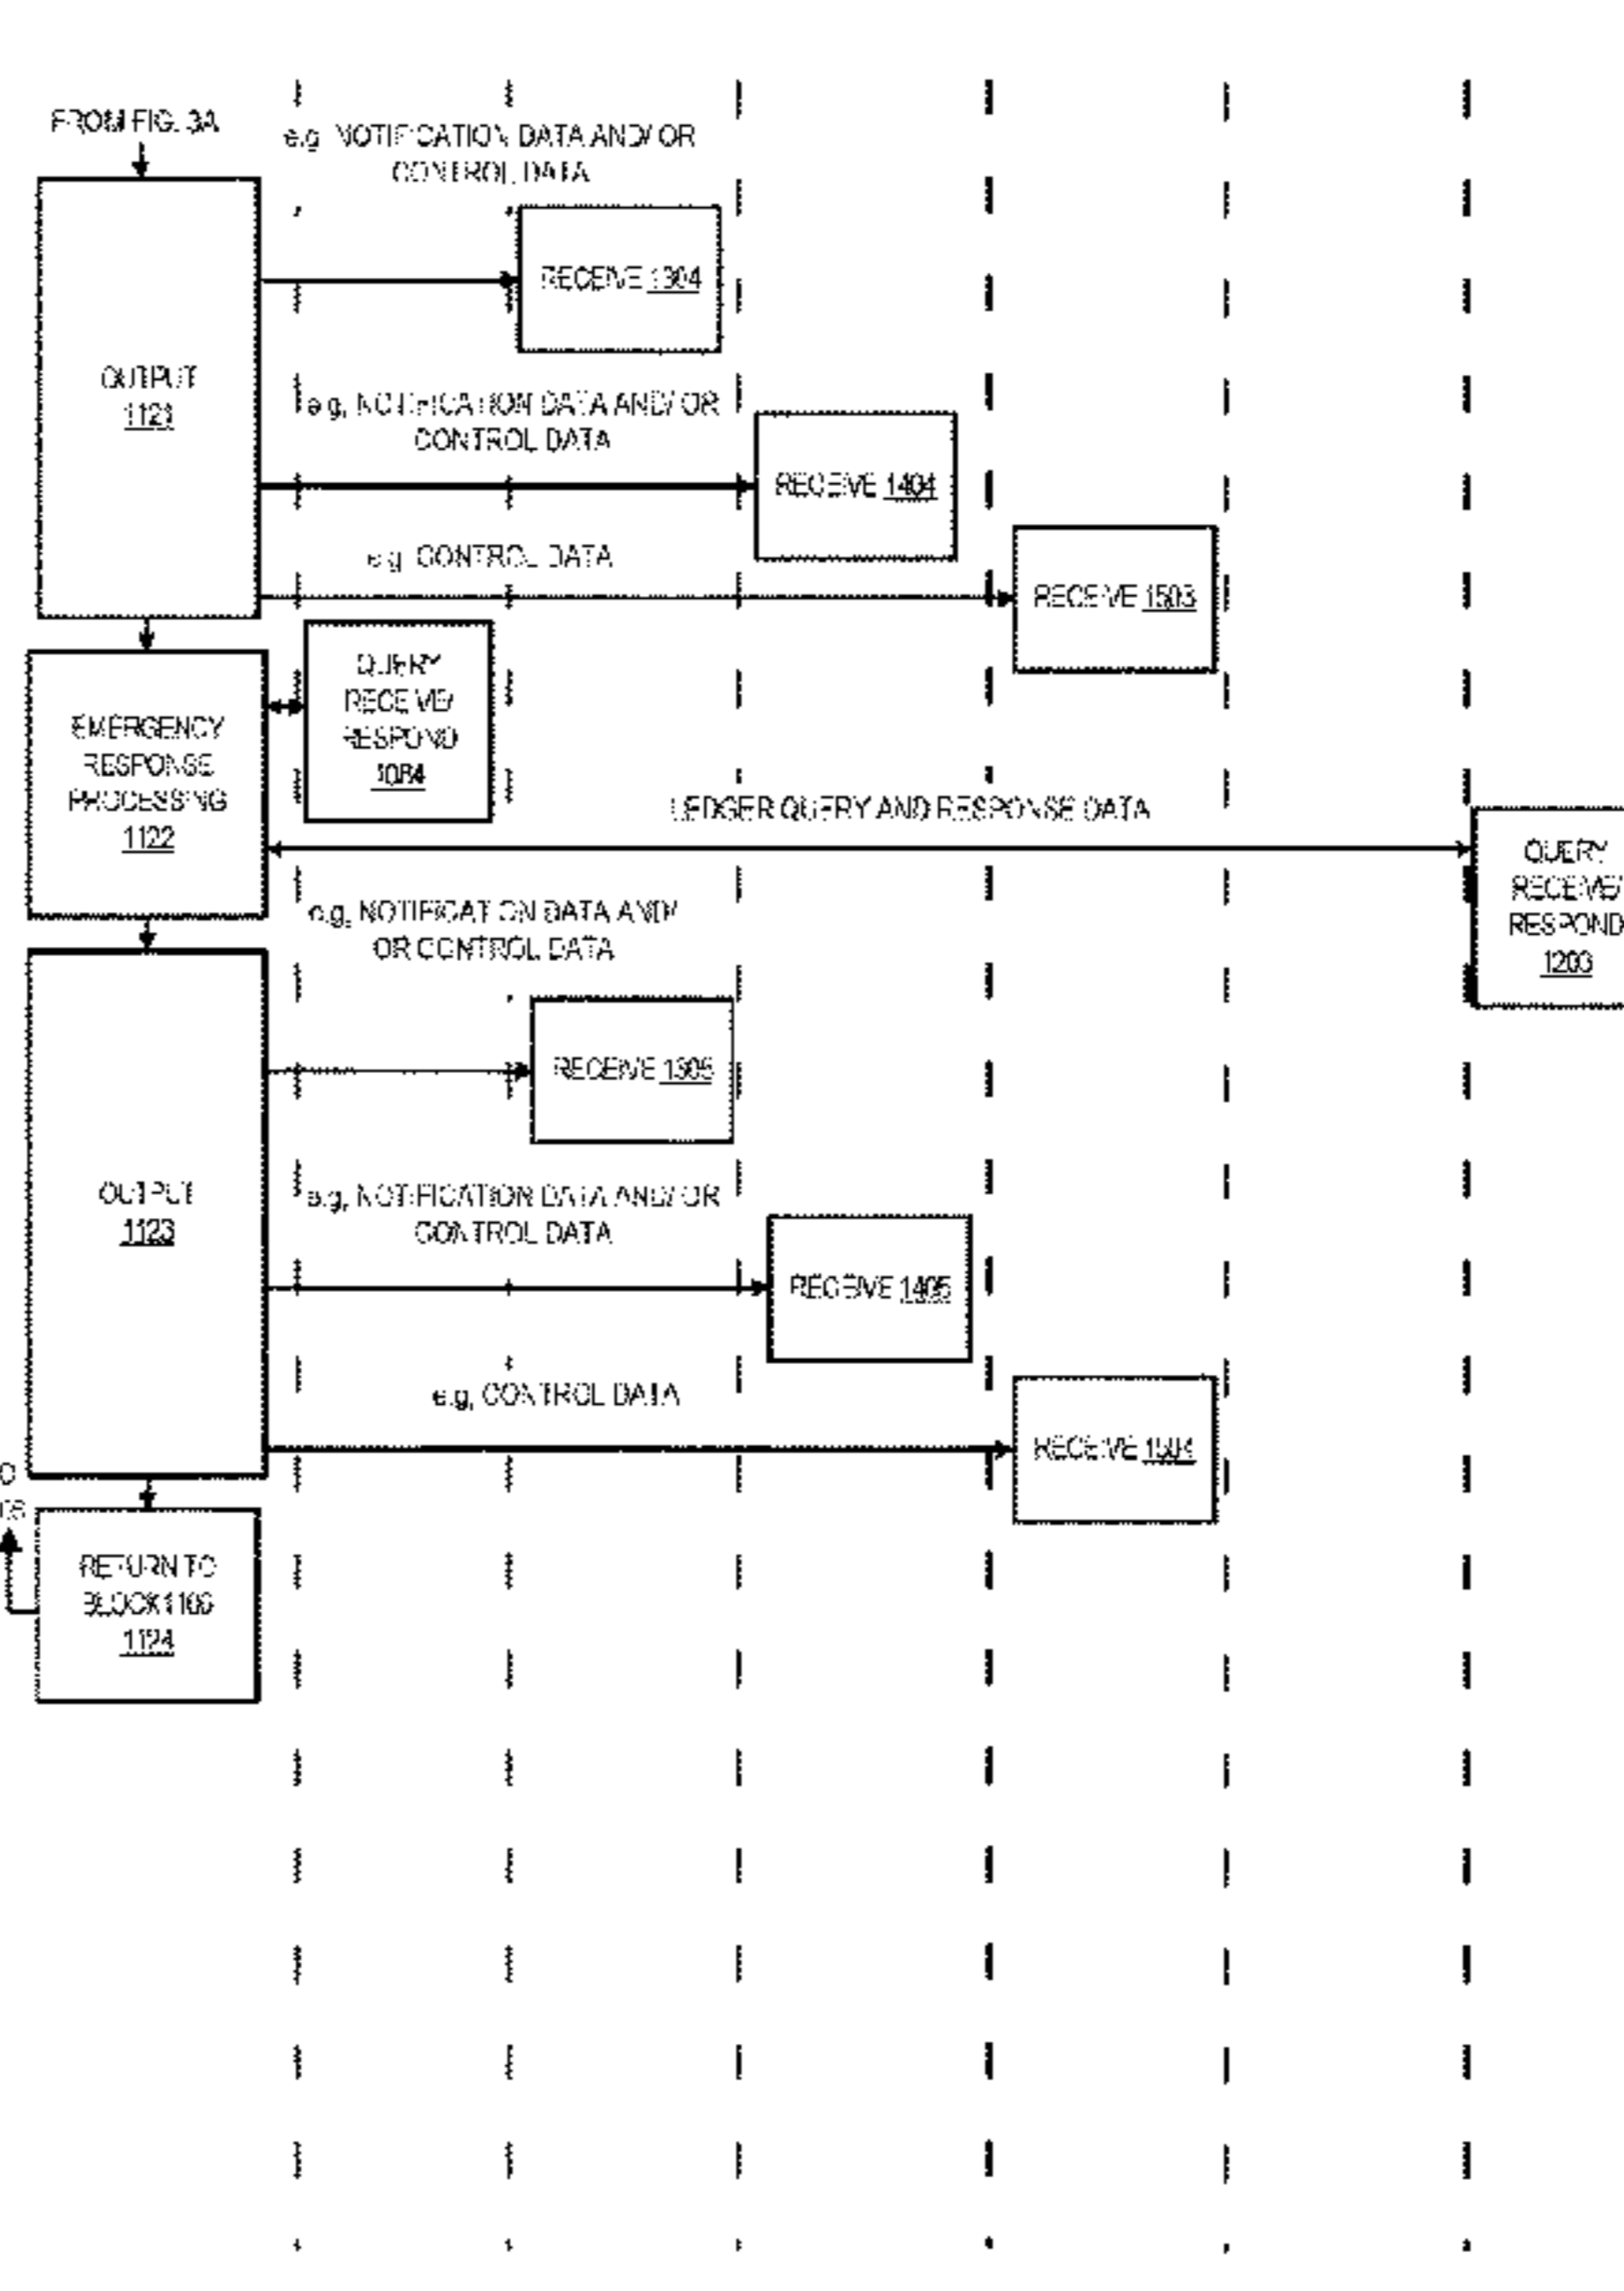 FROM FIG. 3A
e.g. NOTIFICATION DATA AND/ OR
CONTROL DATA
RECEIVE 1304
OUTPUT
1121
e.g, NOTIFICATION DATA AND/ OR
CONTROL DATA
RECEIVE 1404
e.g. CONTROL DATA
RECEIVE 1503
QUERY
RECEIVE/
RESPOND
1084
EMERGENCY
RESPONSE
PROCESSING
1122
LEDGER QUERY AND RESPONSE DATA
QUERY
RECEIVE/
RESPOND
1203
e.g, NOTIFICATION DATA AND/
OR CONTROL DATA
RECEIVE 1305
OUTPUT
1123
e.g, NOTIFICATION DATA AND/ OR
CONTROL DATA
RECEIVE 1405
e.g, CONTROL DATA
RECEIVE 1504
RETURN TO
BLOCK 1106
1124